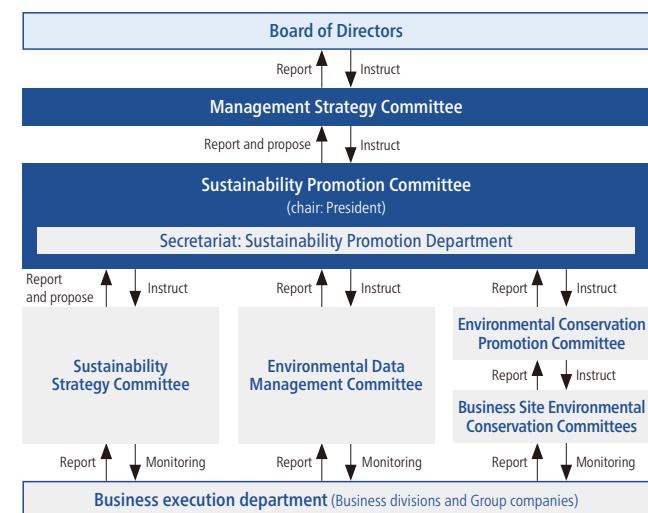 Board of Directors
Report
Instruct
Management Strategy Committee
Report and propose
Instruct
Sustainability Promotion Committee
(chair: President)
Secretariat: Sustainability Promotion Department
Report
and propose
Instruct
Report
Instruct
Report
Instruct
Sustainability
Strategy Committee
Environmental Data
Management Committee
Environmental Conservation
Promotion Committee
Report
Instruct
Business Site Environmental
Conservation Committees
Report
Monitoring
Report
Monitoring
Report
Monitoring
Business execution department (Business divisions and Group companies)